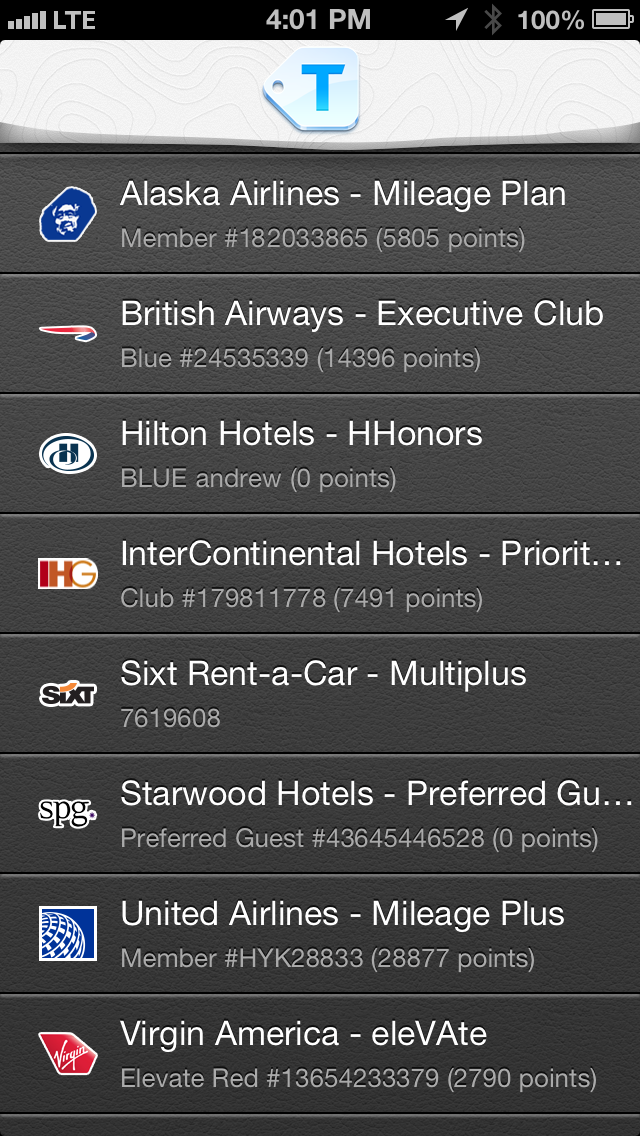 LTE 4:01 PM 100%
T
Alaska Airlines - Mileage Plan
Member #182033865 (5805 points)
British Airways - Executive Club
Blue #24535339 (14396 points)
H
Hilton Hotels - HHonors
BLUE andrew (0 points)
IHG
InterContinental Hotels - Priorit...
Club #179811778 (7491 points)
SIXT
Sixt Rent-a-Car - Multiplus
7619608
spg.
Starwood Hotels - Preferred Gu...
Preferred Guest #43645446528 (0 points)
United Airlines - Mileage Plus
Member #HYK28833 (28877 points)
Virgin
Virgin America - eleVAte
Elevate Red #13654233379 (2790 points)